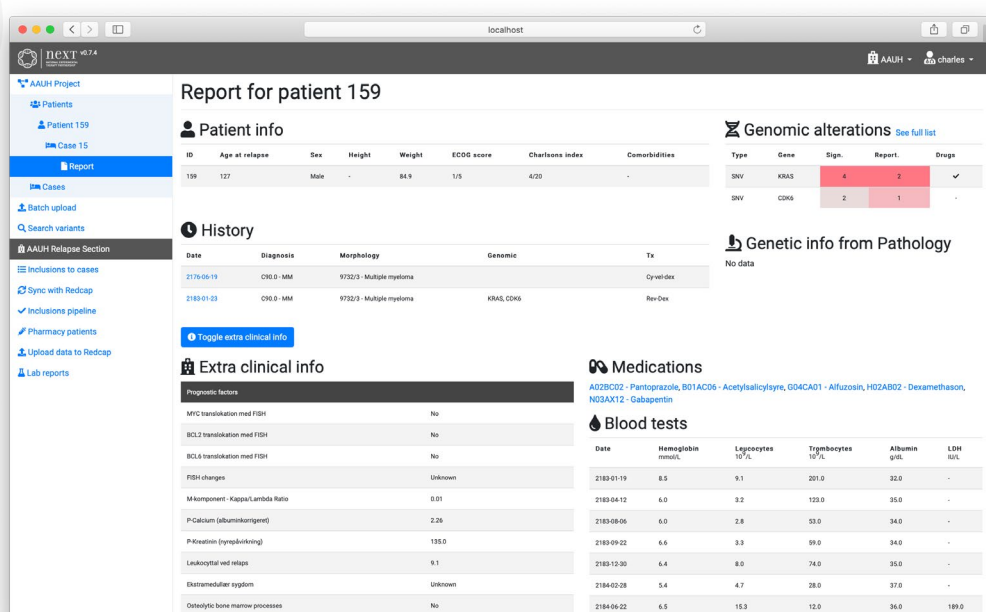 localhost
next v0.7.4
AAUH
charles
AAUH Project
Patients
Patient 159
Case 15
Report
Cases
Batch upload
Search variants
AAUH Relapse Section
Inclusions to cases
Sync with Redcap
Inclusions pipeline
Pharmacy patients
Upload data to Redcap
Lab reports
Report for patient 159
Patient info
ID Age at relapse Sex Height Weight ECOG score Charlsons index Comorbidities
159 127 Male - 84.9 1/5 4/20 -
Genomic alterations See full list
Type Gene Sign. Report. Drugs
SNV KRAS 4 2 ✔
SNV CDK6 2 1 -
History
Date Diagnosis Morphology Genomic Tx
2176-06-19 C90.0 - MM 9732/3 - Multiple myeloma Cy-vel-dex
2183-01-23 C90.0 - MM 9732/3 - Multiple myeloma KRAS, CDK6 Rev-Dex
Genetic info from Pathology
No data
Toggle extra clinical info
Extra clinical info
Prognostic factors
MYC translokation med FISH No
BCL2 translokation med FISH No
BCL6 translokation med FISH No
FISH changes Unknown
M-komponent - Kappa/Lambda Ratio 0.01
P-Calcium (albuminkorrigeret) 2.26
P-Kreatinin (nyrepåvirkning) 135.0
Leukocyttal ved relaps 9.1
Ekstramedullær sygdom Unknown
Osteolytic bone marrow processes No
Medications
A02BC02 - Pantoprazole, B01AC06 - Acetylsalicylsyre, G04CA01 - Alfuzosin, H02AB02 - Dexamethason,
N03AX12 - Gabapentin
Blood tests
Date Hemoglobin Leucocytes Trombocytes Albumin LDH
mmol/L 10⁹/L 10⁹/L g/dL IU/L
2183-01-19 8.5 9.1 201.0 32.0 -
2183-04-12 6.0 3.2 123.0 35.0 -
2183-08-06 6.0 2.8 53.0 34.0 -
2183-09-22 6.6 3.3 59.0 34.0 -
2183-12-30 6.4 8.0 74.0 35.0 -
2184-02-28 5.4 4.7 28.0 37.0 -
2184-06-22 6.5 15.3 12.0 36.0 189.0